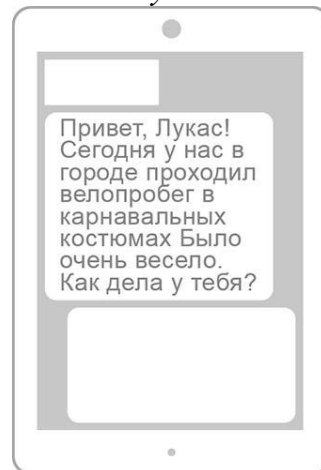 Привет, Лукас!
Сегодня у нас в
городе проходил
велопробег в
карнавальных
костюмах Было
очень весело.
Как дела у тебя?